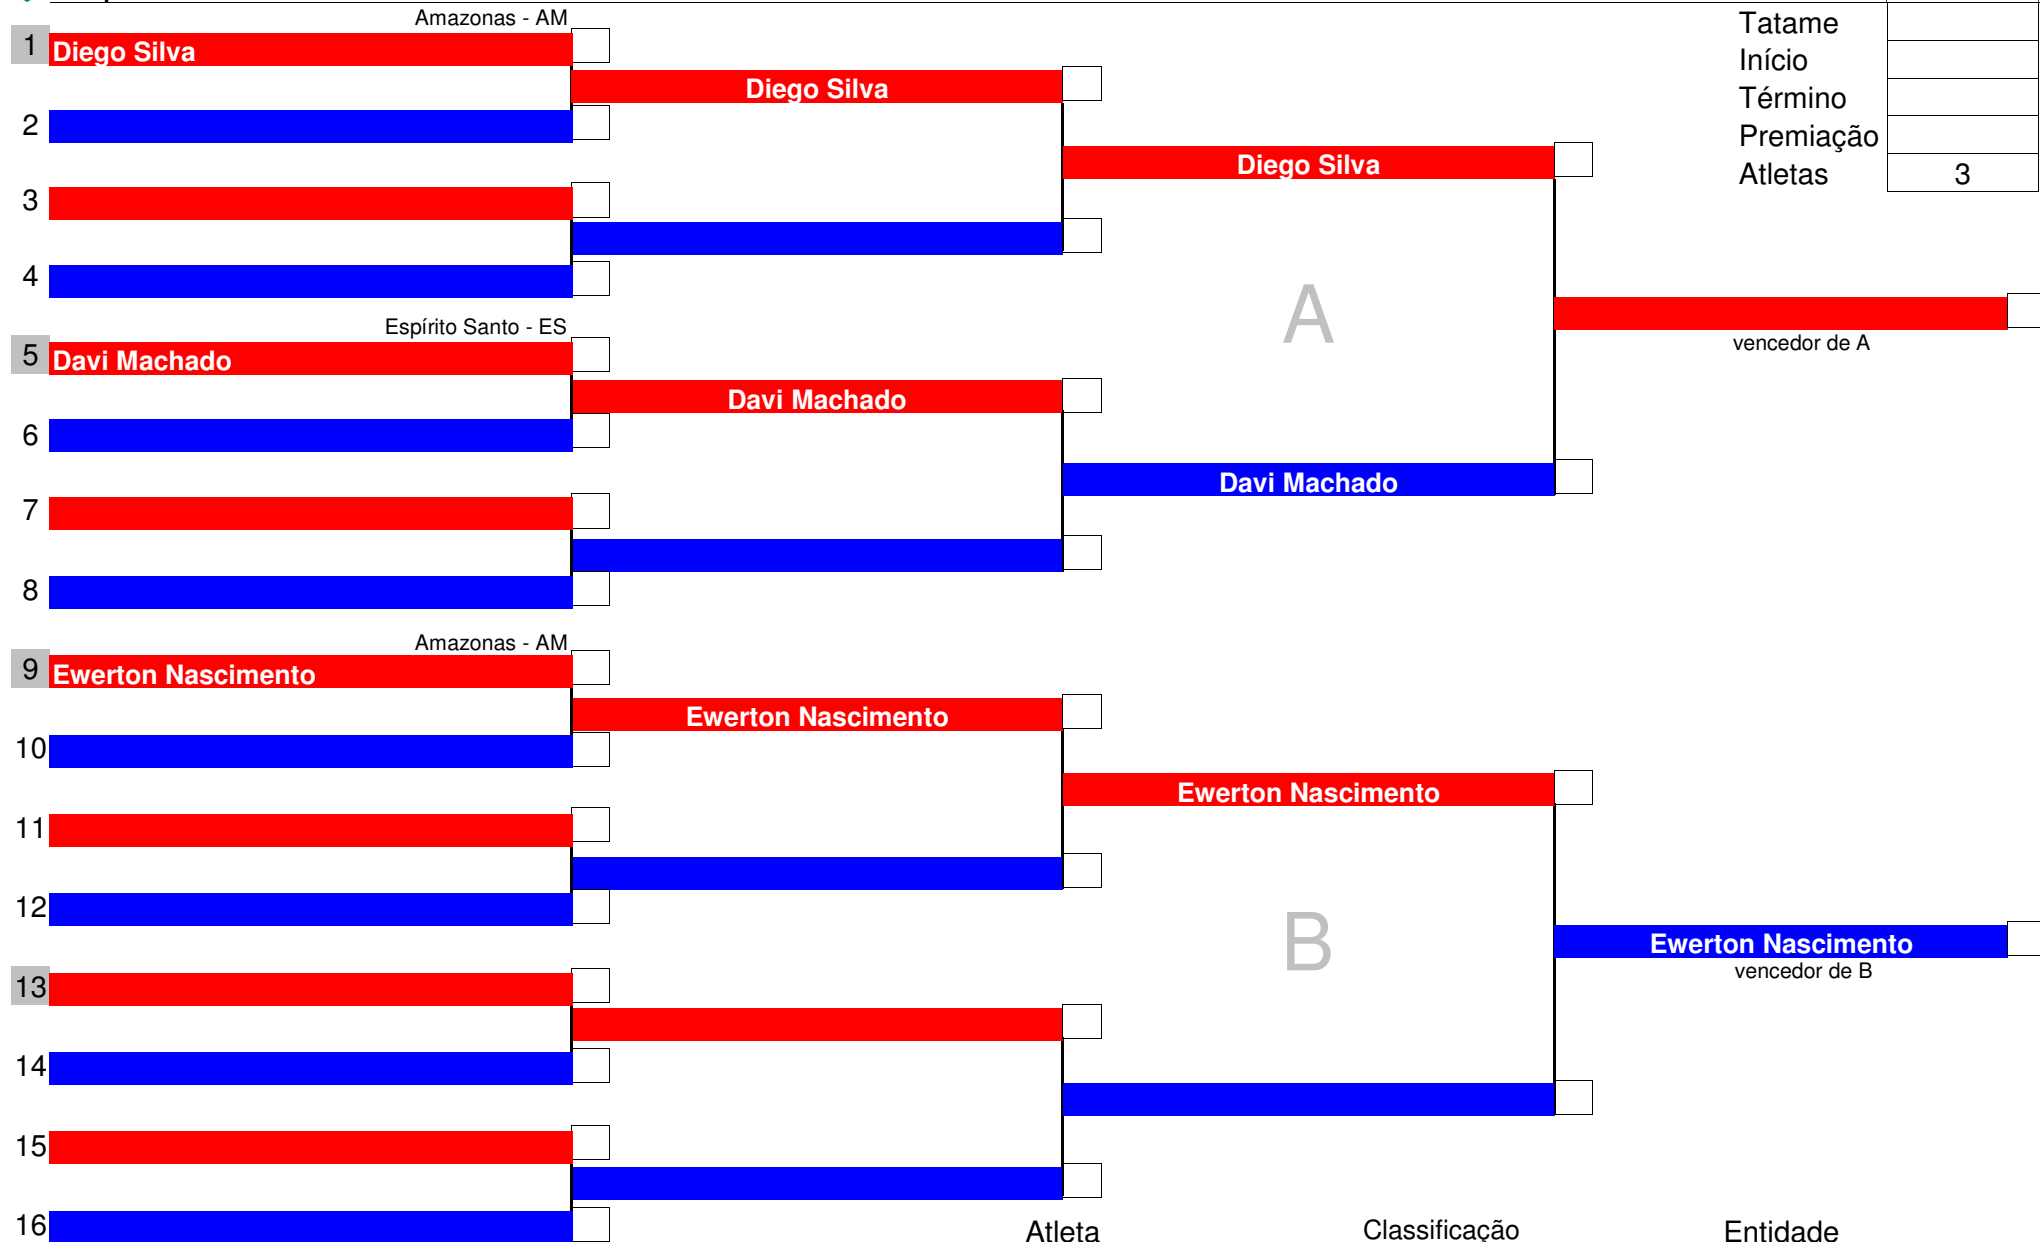 Amazonas - AM
1 Diego Silva
Diego Silva
2
Diego Silva
3
4
Tatame
Início
Término
Premiação
Atletas 3
A
vencedor de A
Espírito Santo - ES
5 Davi Machado
Davi Machado
6
Davi Machado
7
8
Amazonas - AM
9 Ewerton Nascimento
Ewerton Nascimento
10
Ewerton Nascimento
11
12
B
Ewerton Nascimento
vencedor de B
13
14
15
16
Atleta Classificação Entidade